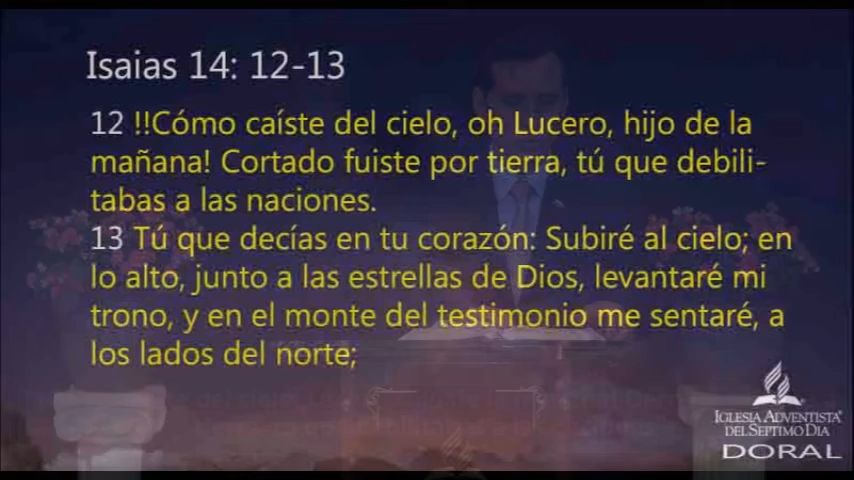 Isaias 14: 12-13
12 !!Cómo caíste del cielo, oh Lucero, hijo de la
mañana! Cortado fuiste por tierra, tú que debili-
tabas a las naciones.
13 Tú que decías en tu corazón: Subiré al cielo; en
lo alto, junto a las estrellas de Dios, levantaré mi
trono, y en el monte del testimonio me sentaré, a
los lados del norte;
IGLESIA ADVENTISTA
DEL SEPTIMO DIA
DORAL